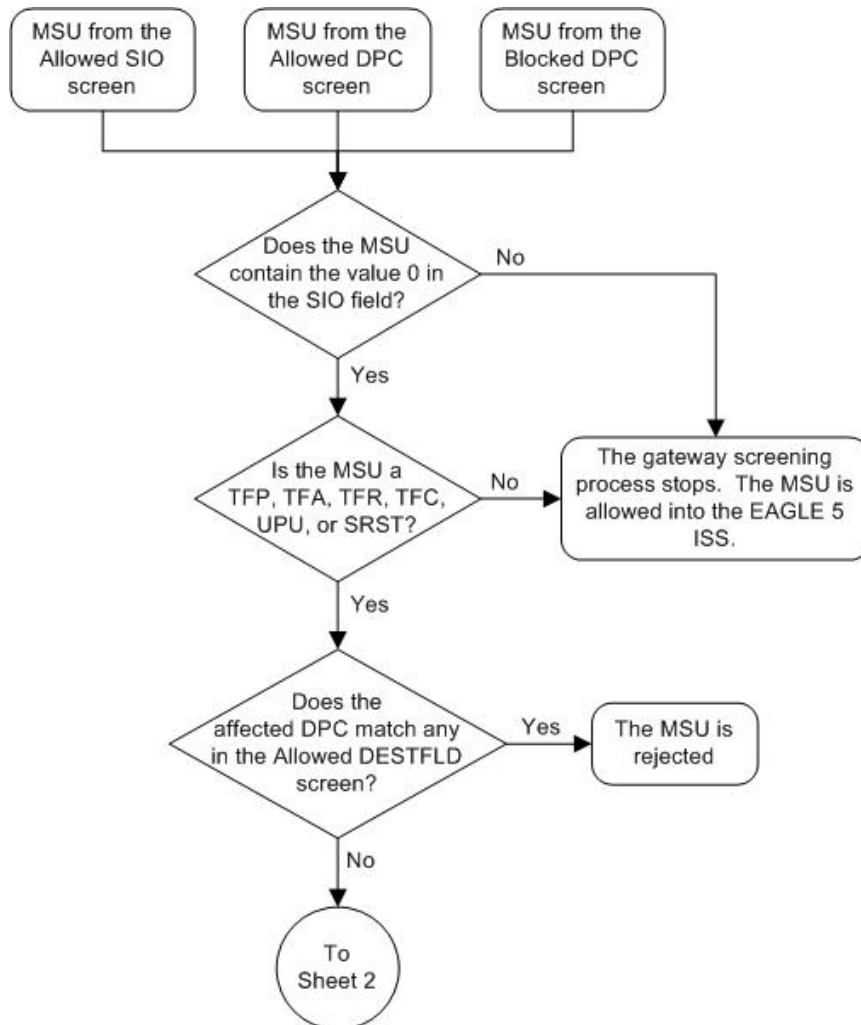 MSU from the
Allowed SIO
screen
MSU from the
Allowed DPC
screen
MSU from the
Blocked DPC
screen
Does the MSU
contain the value 0 in
the SIO field?
No
Yes
Is the MSU a
TFP, TFA, TFR, TFC,
UPU, or SRST?
No
The gateway screening
process stops. The MSU is
allowed into the EAGLE 5
ISS.
Yes
Does the
affected DPC match any
in the Allowed DESTFLD
screen?
Yes
The MSU is
rejected
No
To
Sheet 2